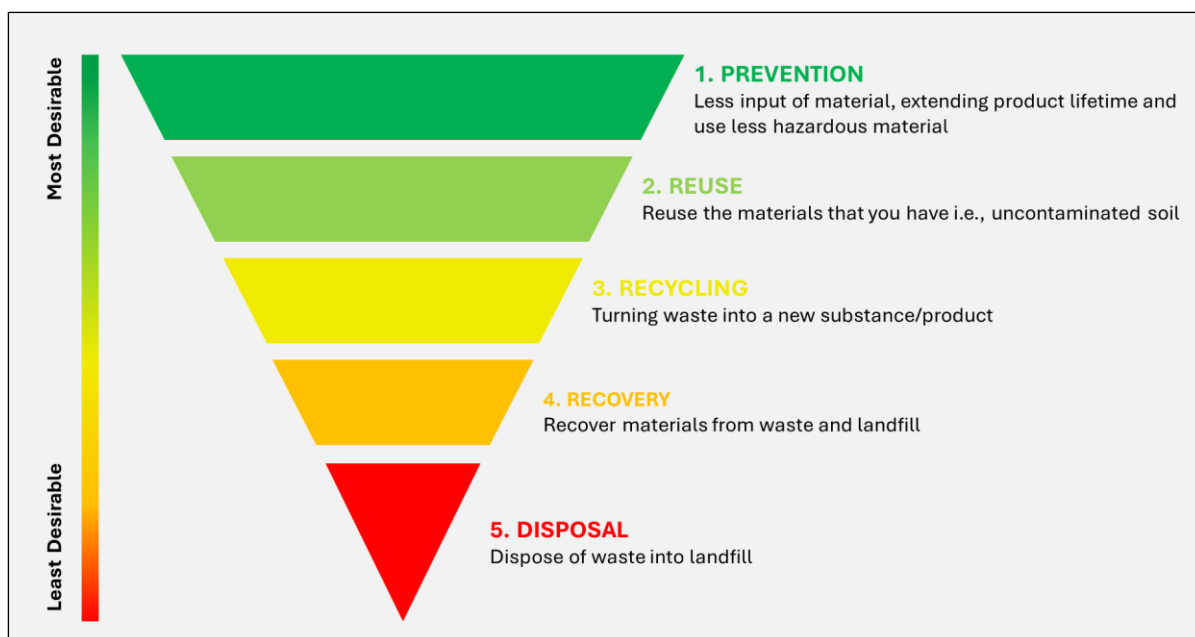 Most Desirable
1. PREVENTION
Less input of material, extending product lifetime and
use less hazardous material
2. REUSE
Reuse the materials that you have i.e., uncontaminated soil
3. RECYCLING
Turning waste into a new substance/product
4. RECOVERY
Recover materials from waste and landfill
Least Desirable
5. DISPOSAL
Dispose of waste into landfill